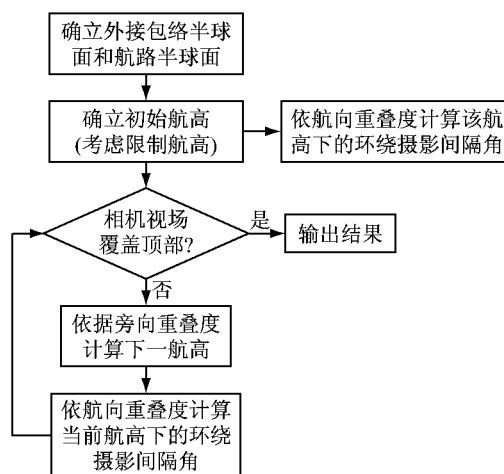 确立外接包络半球
面和航路半球面
确立初始航高
(考虑限制航高)
依航向重叠度计算该航
高下的环绕摄影间隔角
相机视场
覆盖顶部?
是
输出结果
否
依据旁向重叠度
计算下一航高
依航向重叠度计算
当前航高下的环绕
摄影间隔角